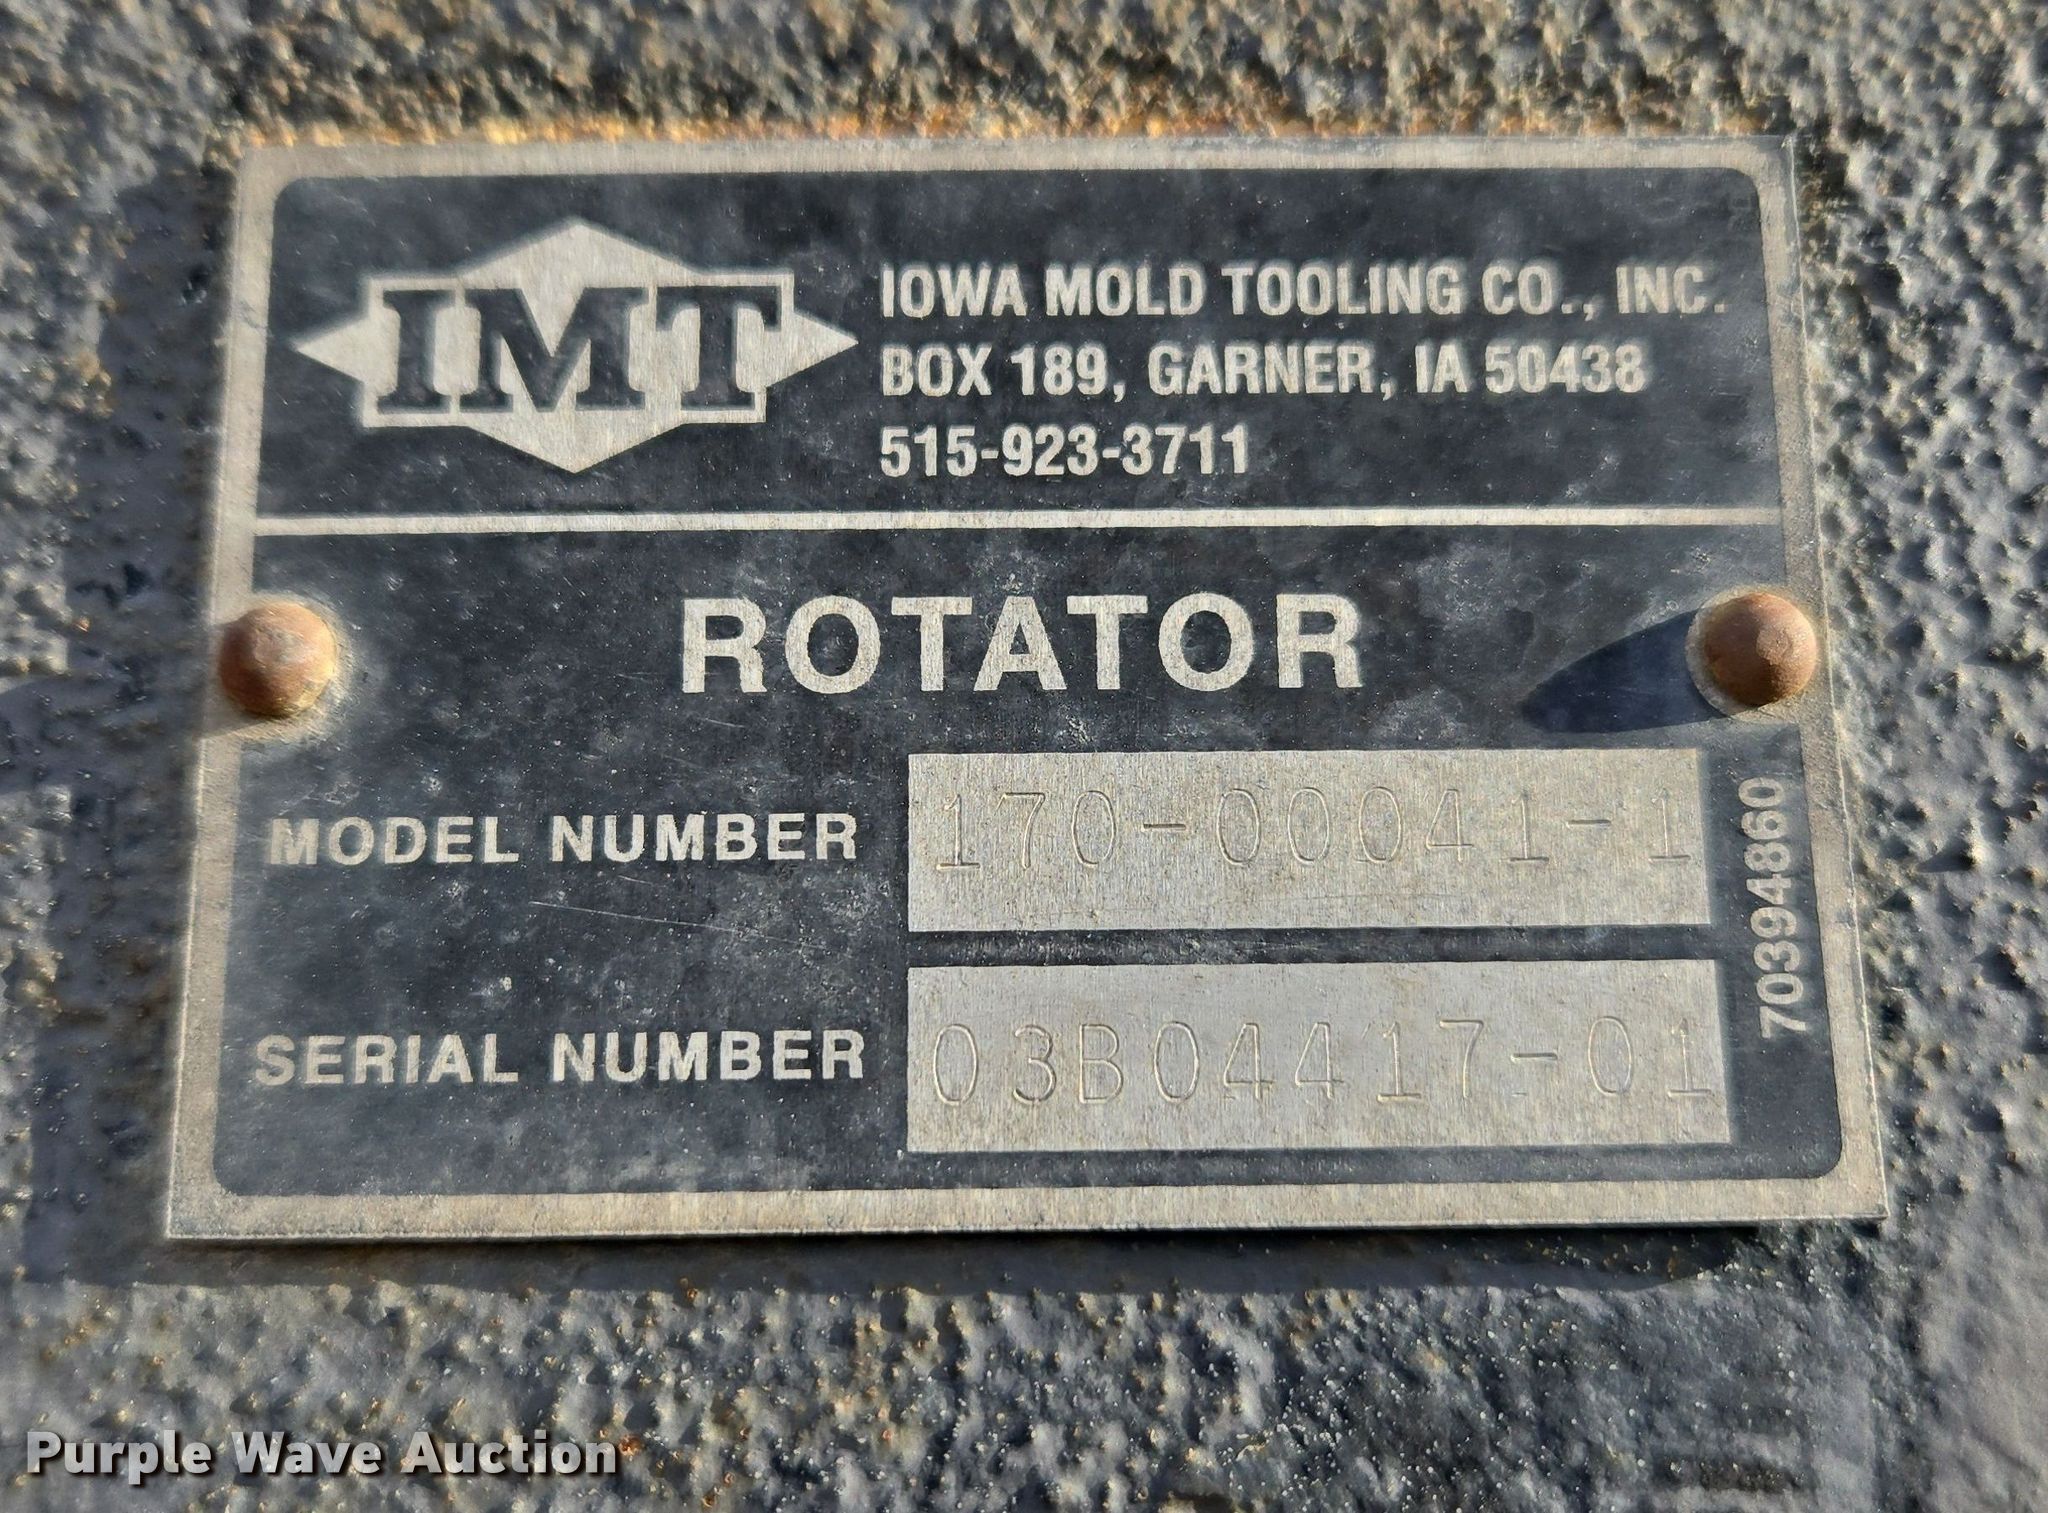 IMT
IOWA MOLD TOOLING CO., INC.
BOX 189, GARNER, IA 50438
515-923-3711
ROTATOR
MODEL NUMBER 170-00041-1
SERIAL NUMBER 03B04417-01
70394860
Purple Wave Auction